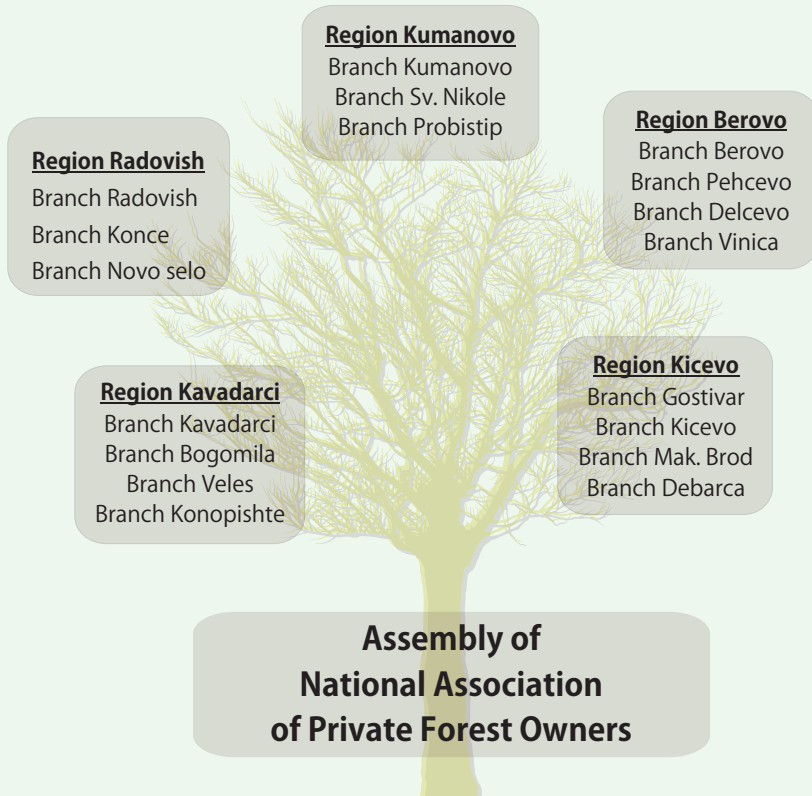 Region Kumanovo
Branch Kumanovo
Branch Sv. Nikole
Branch Probistip
Region Berovo
Branch Berovo
Branch Pehcevo
Branch Delcevo
Branch Vinica
Region Radovish
Branch Radovish
Branch Konce
Branch Novo selo
Region Kavadarci
Branch Kavadarci
Branch Bogomila
Branch Veles
Branch Konopishte
Region Kicevo
Branch Gostivar
Branch Kicevo
Branch Mak. Brod
Branch Debarca
Assembly of
National Association
of Private Forest Owners